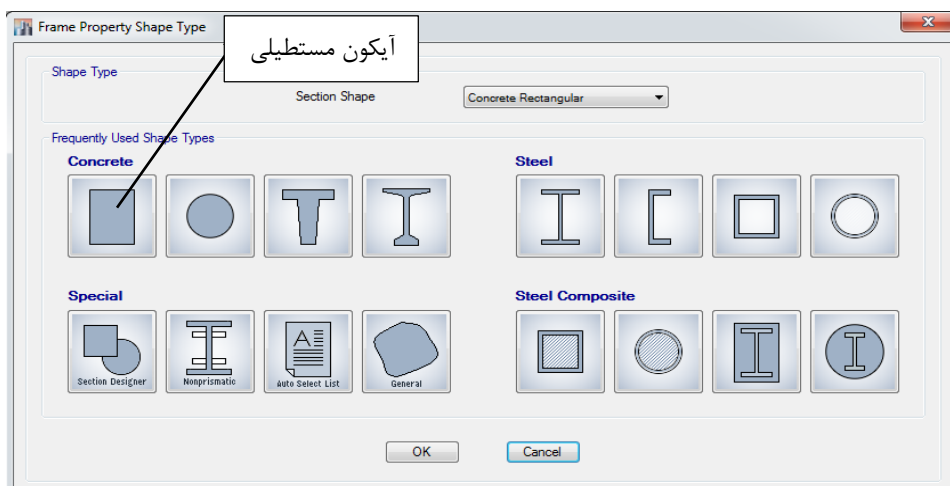 Frame Property Shape Type
آیکون مستطیلی
Shape Type
Section Shape
Concrete Rectangular
Frequently Used Shape Types
Concrete
Steel
Special
Steel Composite
Section Designer
Nonprismatic
Auto Select List
General
OK
Cancel